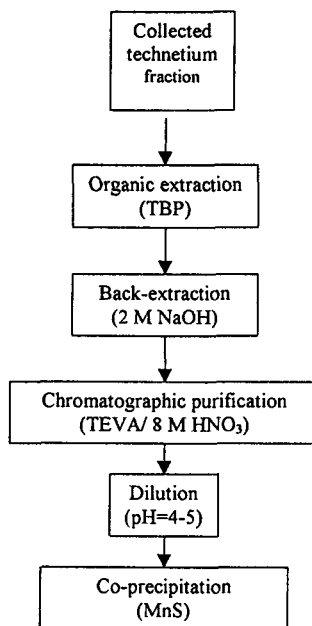 Collected
technetium
fraction
Organic extraction
(TBP)
Back-extraction
(2 M NaOH)
Chromatographic purification
(TEVA/ 8 M HNO₃)
Dilution
(pH=4-5)
Co-precipitation
(MnS)